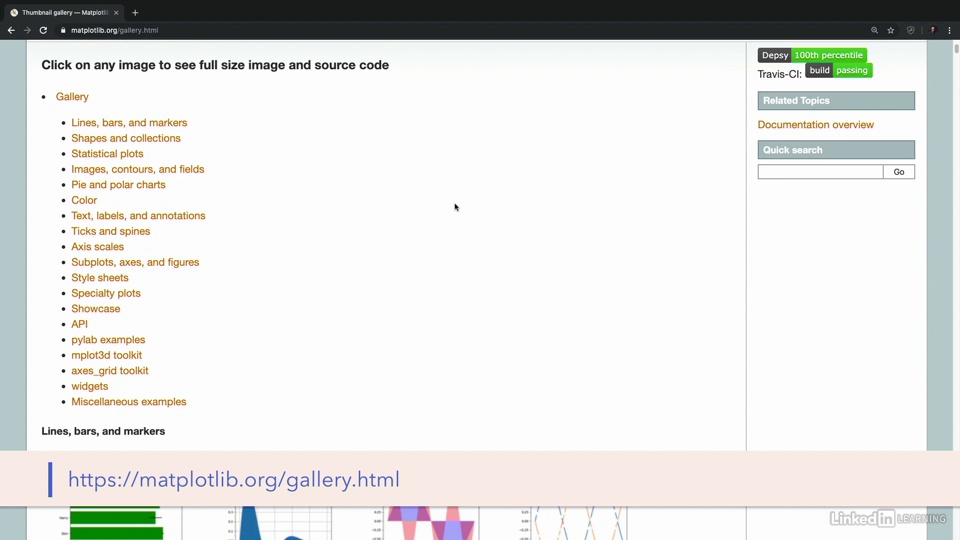 Thumbnail gallery — Matplotli
matplotlib.org/gallery.html
Click on any image to see full size image and source code
Gallery
Lines, bars, and markers
Shapes and collections
Statistical plots
Images, contours, and fields
Pie and polar charts
Color
Text, labels, and annotations
Ticks and spines
Axis scales
Subplots, axes, and figures
Style sheets
Specialty plots
Showcase
API
pylab examples
mplot3d toolkit
axes_grid toolkit
widgets
Miscellaneous examples
Lines, bars, and markers
Depsy 100th percentile
Travis-CI: build passing
Related Topics
Documentation overview
Quick search
Go
https://matplotlib.org/gallery.html
LinkedIn LEARNING